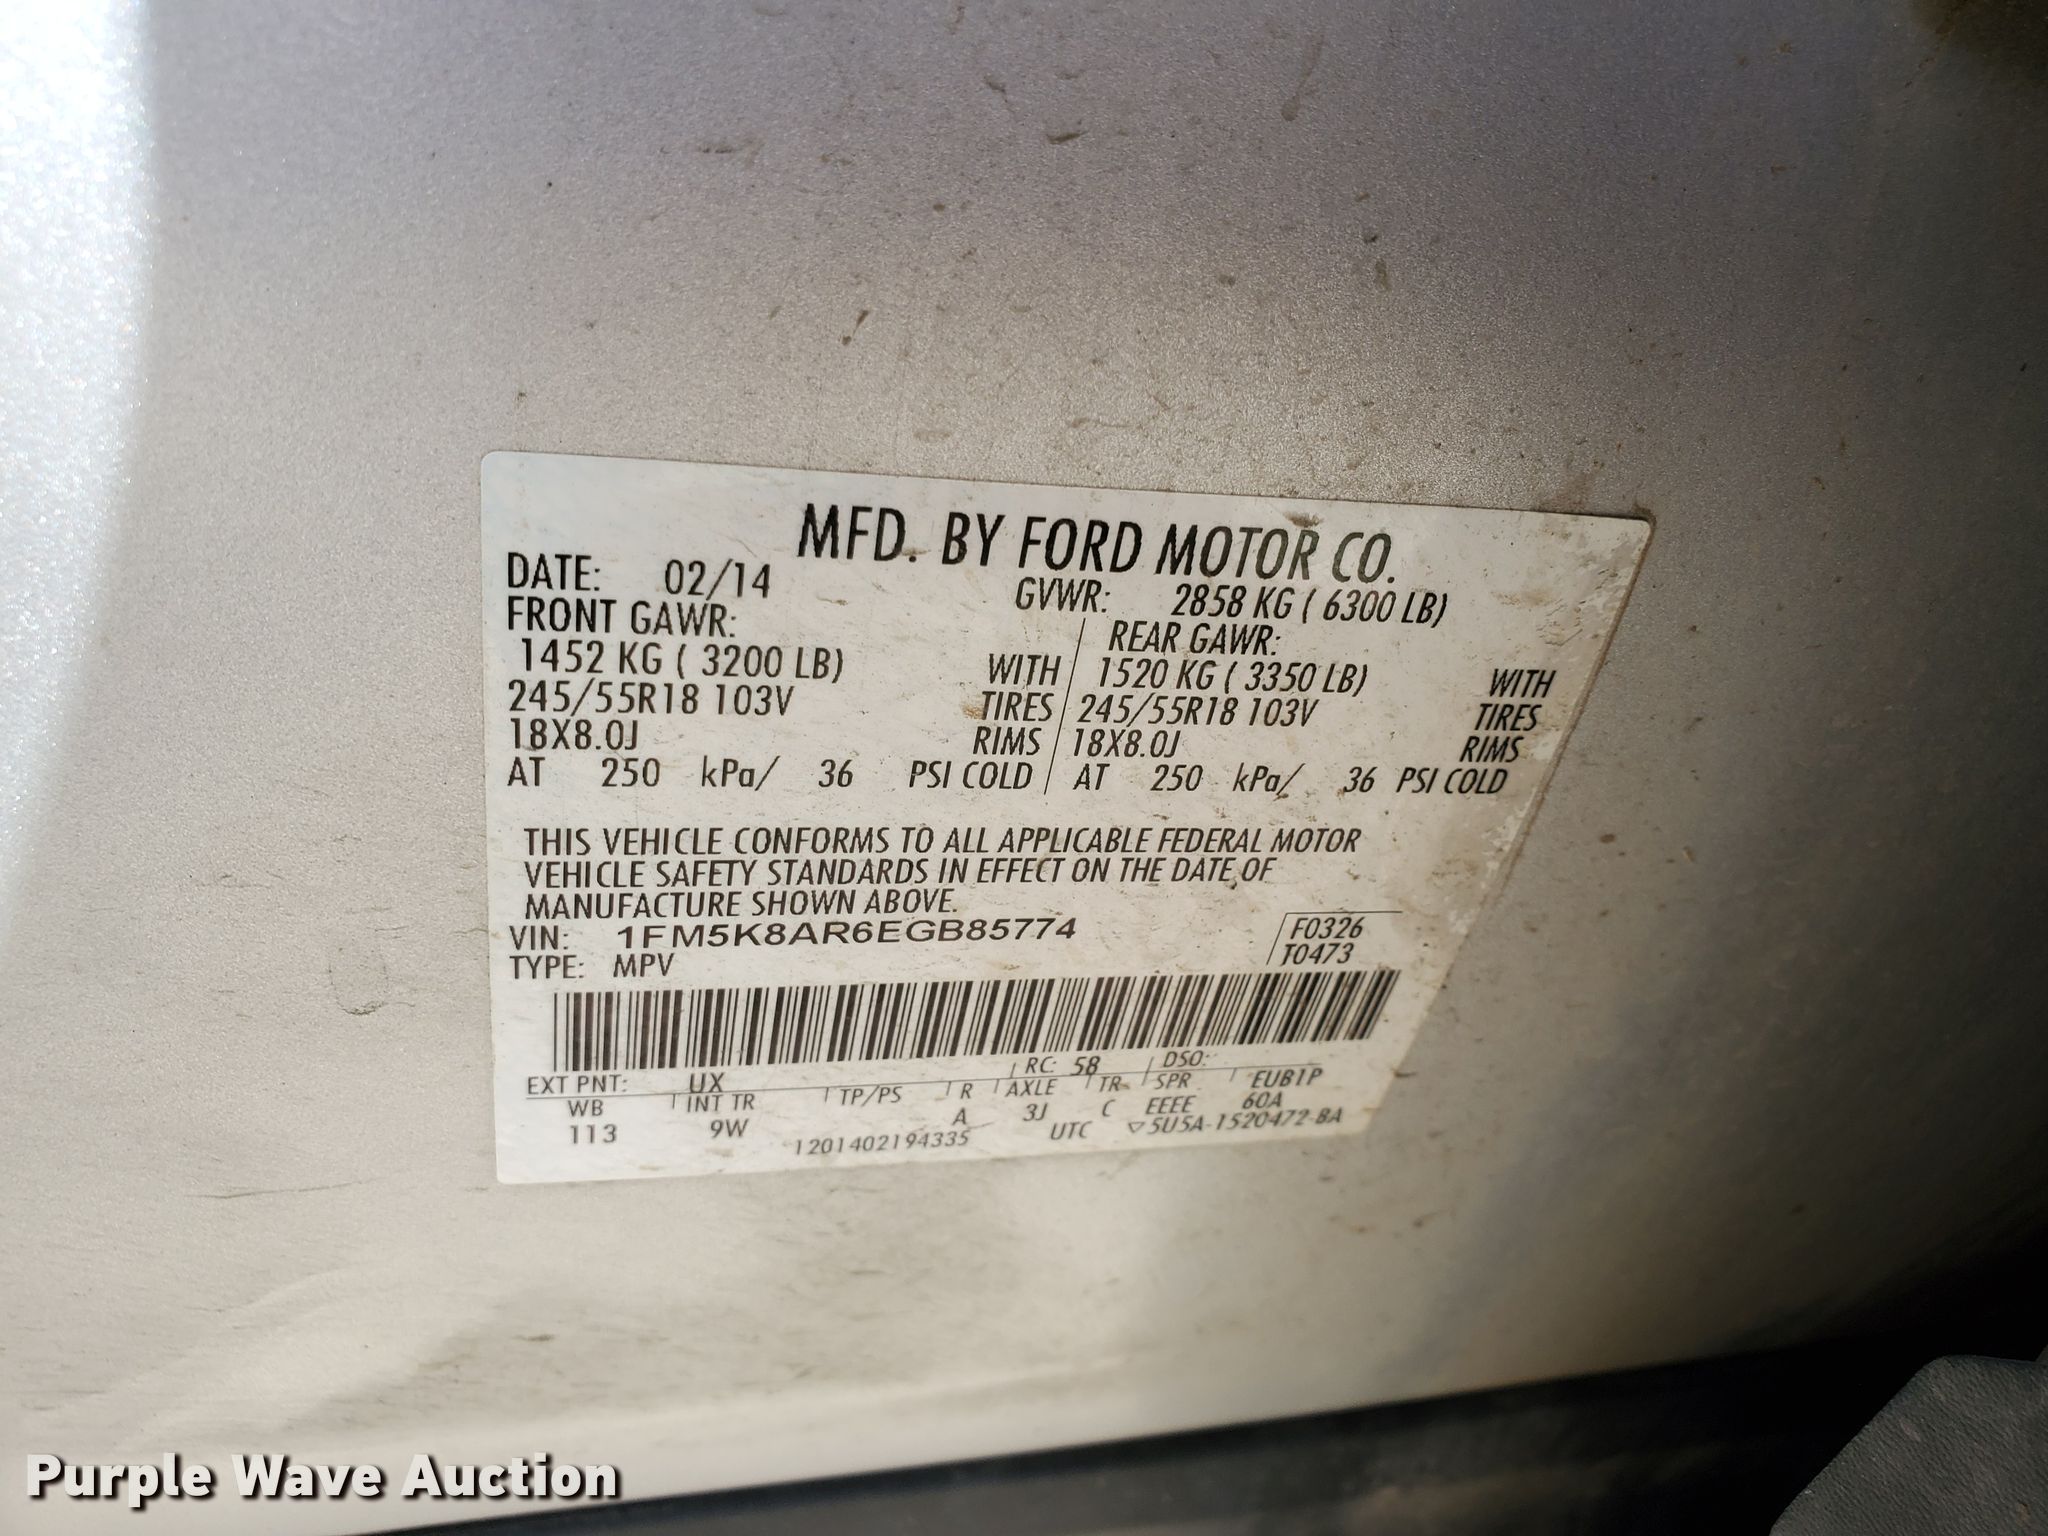 MFD. BY FORD MOTOR CO.
DATE: 02/14 GVWR: 2858 KG ( 6300 LB)
FRONT GAWR: REAR GAWR:
1452 KG ( 3200 LB) WITH 1520 KG ( 3350 LB) WITH
245/55R18 103V TIRES 245/55R18 103V TIRES
18X8.0J RIMS 18X8.0J RIMS
AT 250 kPa/ 36 PSI COLD AT 250 kPa/ 36 PSI COLD
THIS VEHICLE CONFORMS TO ALL APPLICABLE FEDERAL MOTOR
VEHICLE SAFETY STANDARDS IN EFFECT ON THE DATE OF
MANUFACTURE SHOWN ABOVE.
VIN: 1FM5K8AR6EGB85774 F0326
TYPE: MPV T0473
EXT PNT: UX RC: 58 DSO:
WB INT TR TP/PS R AXLE TR SPR EUB1P
113 9W A 3J C EEEE 60A
1201402194335 UTC ▽5U5A-1520472-BA
Purple Wave Auction